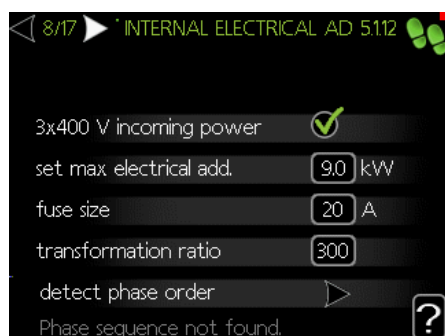 8/17 INTERNAL ELECTRICAL AD 5.1.12
3x400 V incoming power
set max electrical add. 9.0 kW
fuse size 20 A
transformation ratio 300
detect phase order
Phase sequence not found.
?